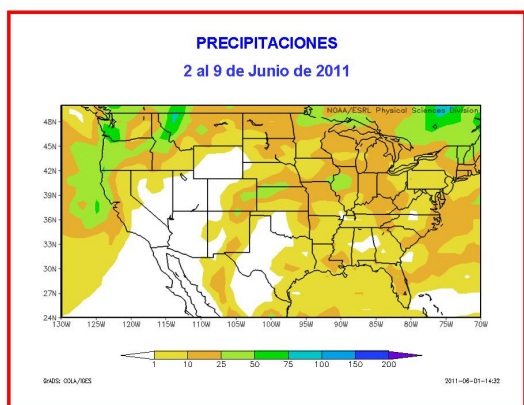 PRECIPITACIONES
2 al 9 de Junio de 2011
NOAA/ESRL Physical Sciences Division
48N
45N
42N
39N
36N
33N
30N
27N
24N
130W 125W 120W 115W 110W 105W 100W 95W 90W 85W 80W 75W 70W
1 10 25 50 75 100 150 200
GrADS: COLA/IGES 2011-06-01-14:32